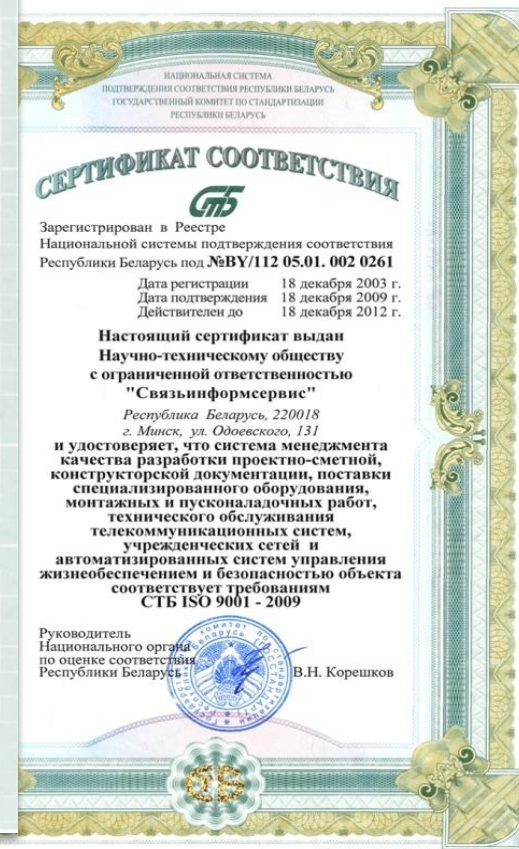 НАЦИОНАЛЬНАЯ СИСТЕМА
ПОДТВЕРЖДЕНИЯ СООТВЕТСТВИЯ РЕСПУБЛИКИ БЕЛАРУСЬ
ГОСУДАРСТВЕННЫЙ КОМИТЕТ ПО СТАНДАРТИЗАЦИИ
РЕСПУБЛИКИ БЕЛАРУСЬ
СЕРТИФИКАТ СООТВЕТСТВИЯ
СТБ
Зарегистрирован в Реестре
Национальной системы подтверждения соответствия
Республики Беларусь под №BY/112 05.01. 002 0261
Дата регистрации 18 декабря 2003 г.
Дата подтверждения 18 декабря 2009 г.
Действителен до 18 декабря 2012 г.
Настоящий сертификат выдан
Научно-техническому обществу
с ограниченной ответственностью
"Связьинформсервис"
Республика Беларусь, 220018
г. Минск, ул. Одоевского, 131
и удостоверяет, что система менеджмента
качества разработки проектно-сметной,
конструкторской документации, поставки
специализированного оборудования,
монтажных и пусконаладочных работ,
технического обслуживания
телекоммуникационных систем,
учрежденческих сетей и
автоматизированных систем управления
жизнеобеспечением и безопасностью объекта
соответствует требованиям
СТБ ISO 9001 - 2009
Руководитель
Национального органа
по оценке соответствия
Республики Беларусь В.Н. Корешков